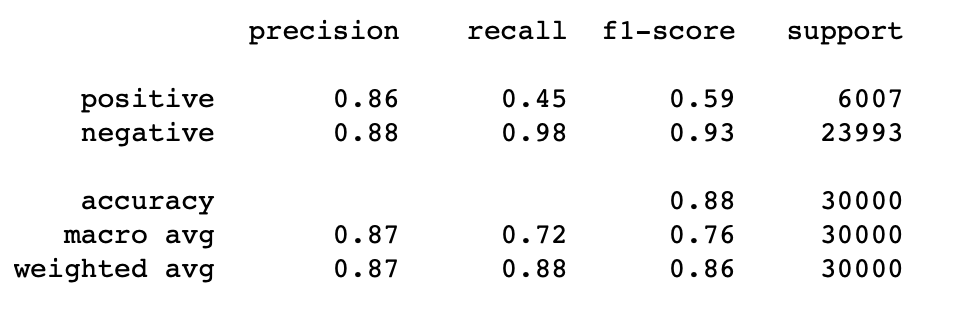 precision recall f1-score support
positive 0.86 0.45 0.59 6007
negative 0.88 0.98 0.93 23993
accuracy 0.88 30000
macro avg 0.87 0.72 0.76 30000
weighted avg 0.87 0.88 0.86 30000